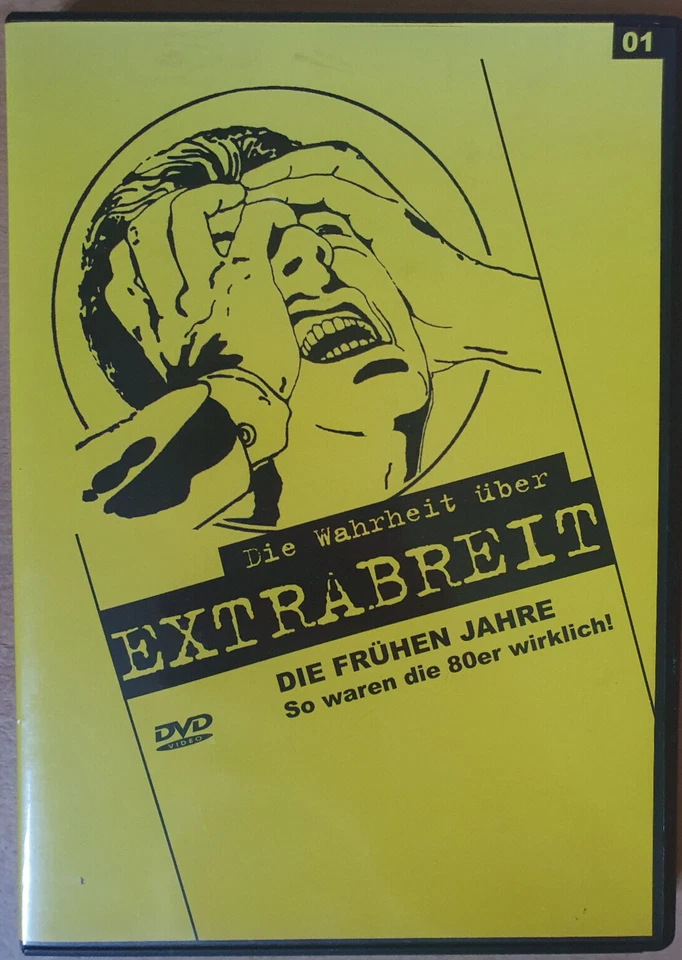 01
Die Wahrheit über
EXTRABREIT
DIE FRÜHEN JAHRE
So waren die 80er wirklich!
DVD
VIDEO